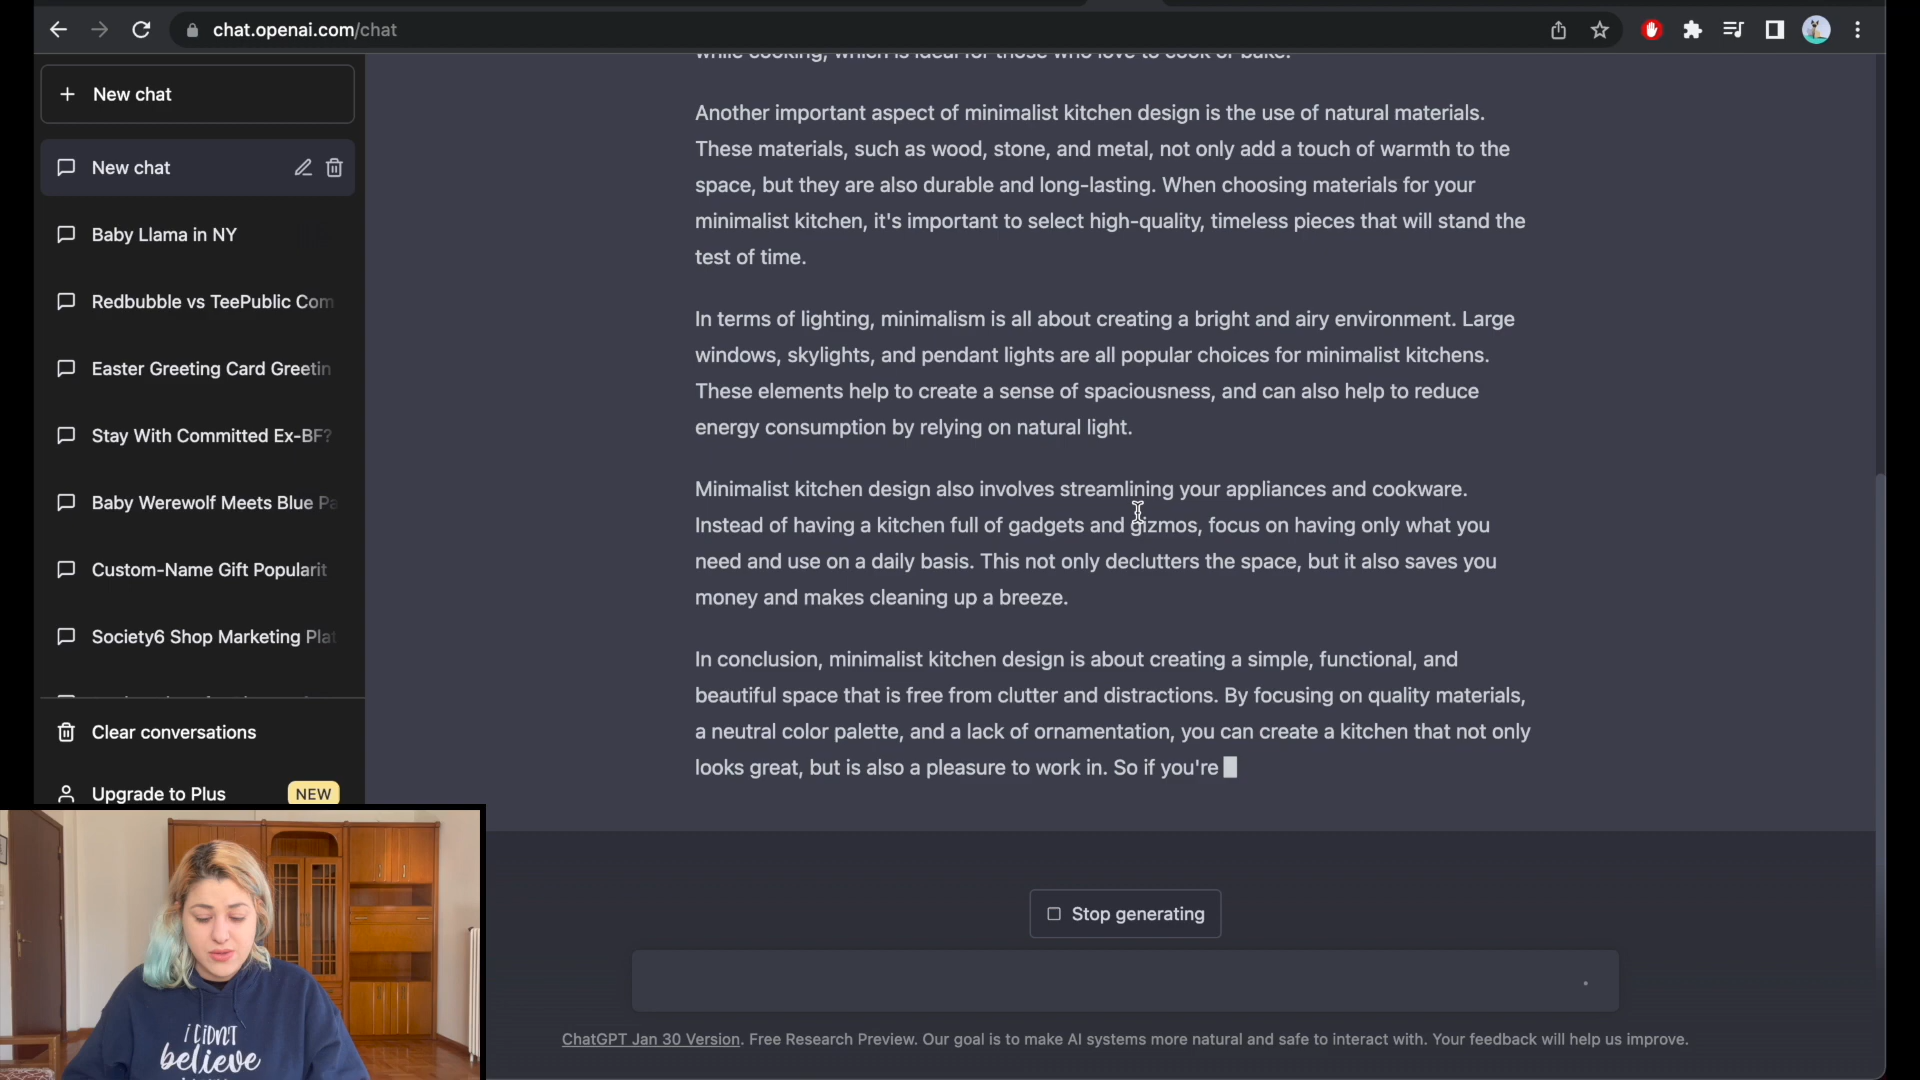 chat.openai.com/chat
New chat
New chat
Baby Llama in NY
Redbubble vs TeePublic Com
Easter Greeting Card Greetin
Stay With Committed Ex-BF?
Baby Werewolf Meets Blue Pa
Custom-Name Gift Popularit
Society6 Shop Marketing Pla
Clear conversations
Upgrade to Plus NEW
while cooking, which is ideal for those who love to cook or bake.
Another important aspect of minimalist kitchen design is the use of natural materials.
These materials, such as wood, stone, and metal, not only add a touch of warmth to the
space, but they are also durable and long-lasting. When choosing materials for your
minimalist kitchen, it's important to select high-quality, timeless pieces that will stand the
test of time.
In terms of lighting, minimalism is all about creating a bright and airy environment. Large
windows, skylights, and pendant lights are all popular choices for minimalist kitchens.
These elements help to create a sense of spaciousness, and can also help to reduce
energy consumption by relying on natural light.
Minimalist kitchen design also involves streamlining your appliances and cookware.
Instead of having a kitchen full of gadgets and gizmos, focus on having only what you
need and use on a daily basis. This not only declutters the space, but it also saves you
money and makes cleaning up a breeze.
In conclusion, minimalist kitchen design is about creating a simple, functional, and
beautiful space that is free from clutter and distractions. By focusing on quality materials,
a neutral color palette, and a lack of ornamentation, you can create a kitchen that not only
looks great, but is also a pleasure to work in. So if you're
Stop generating
ChatGPT Jan 30 Version. Free Research Preview. Our goal is to make AI systems more natural and safe to interact with. Your feedback will help us improve.
i DiDN'T
believe